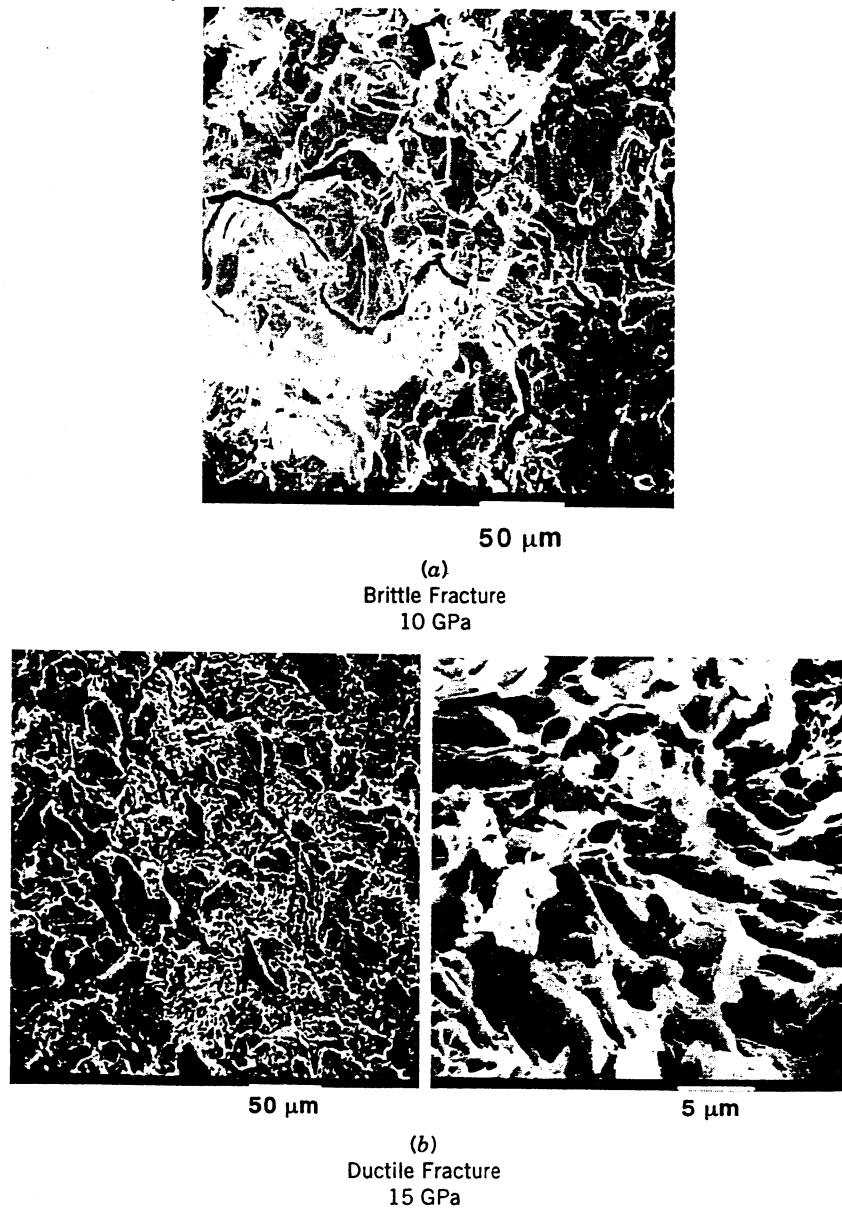 50 μm
(a)
Brittle Fracture
10 GPa
50 μm
5 μm
(b)
Ductile Fracture
15 GPa